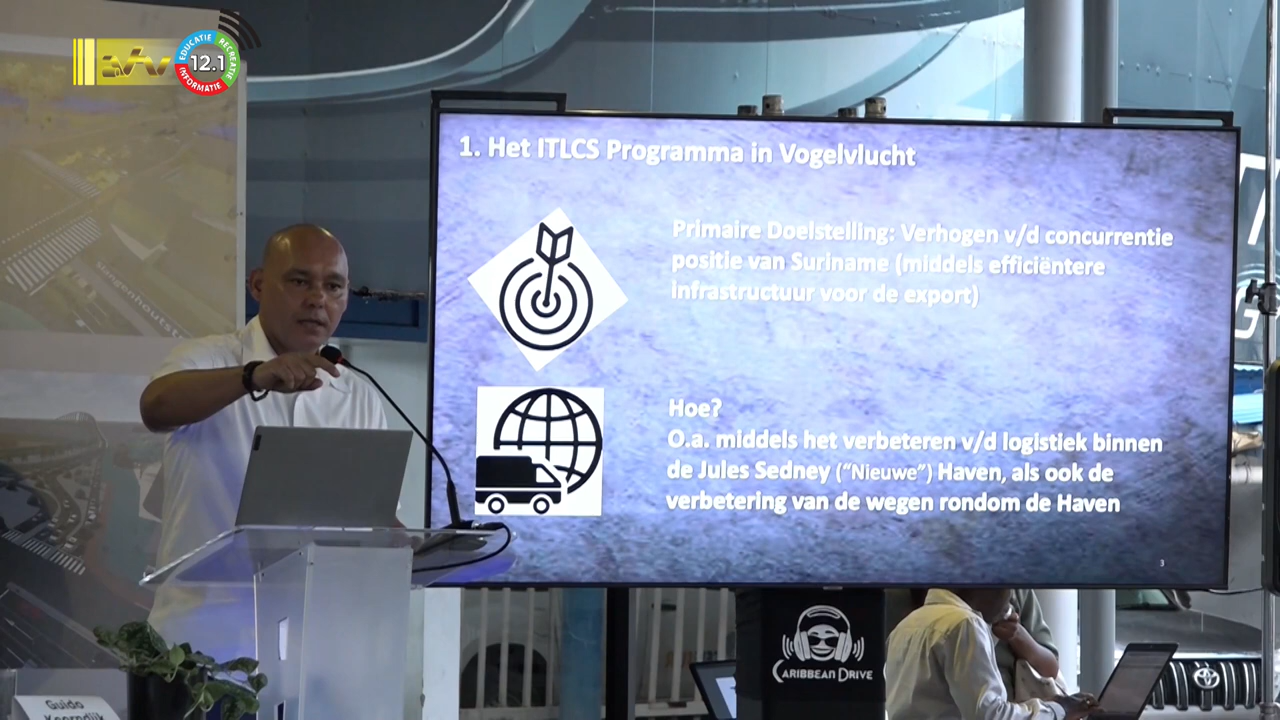 EDUCATIE
RECREATIE
INFORMATIE
12.1
1. Het ITLCS Programma in Vogelvlucht
Primaire Doelstelling: Verhogen v/d concurrentie
positie van Suriname (middels efficiëntere
infrastructuur voor de export)
Hoe?
O.a. middels het verbeteren v/d logistiek binnen
de Jules Sedney (“Nieuwe”) Haven, als ook de
verbetering van de wegen rondom de Haven
3
CARIBBEAN DRIVE
Guido